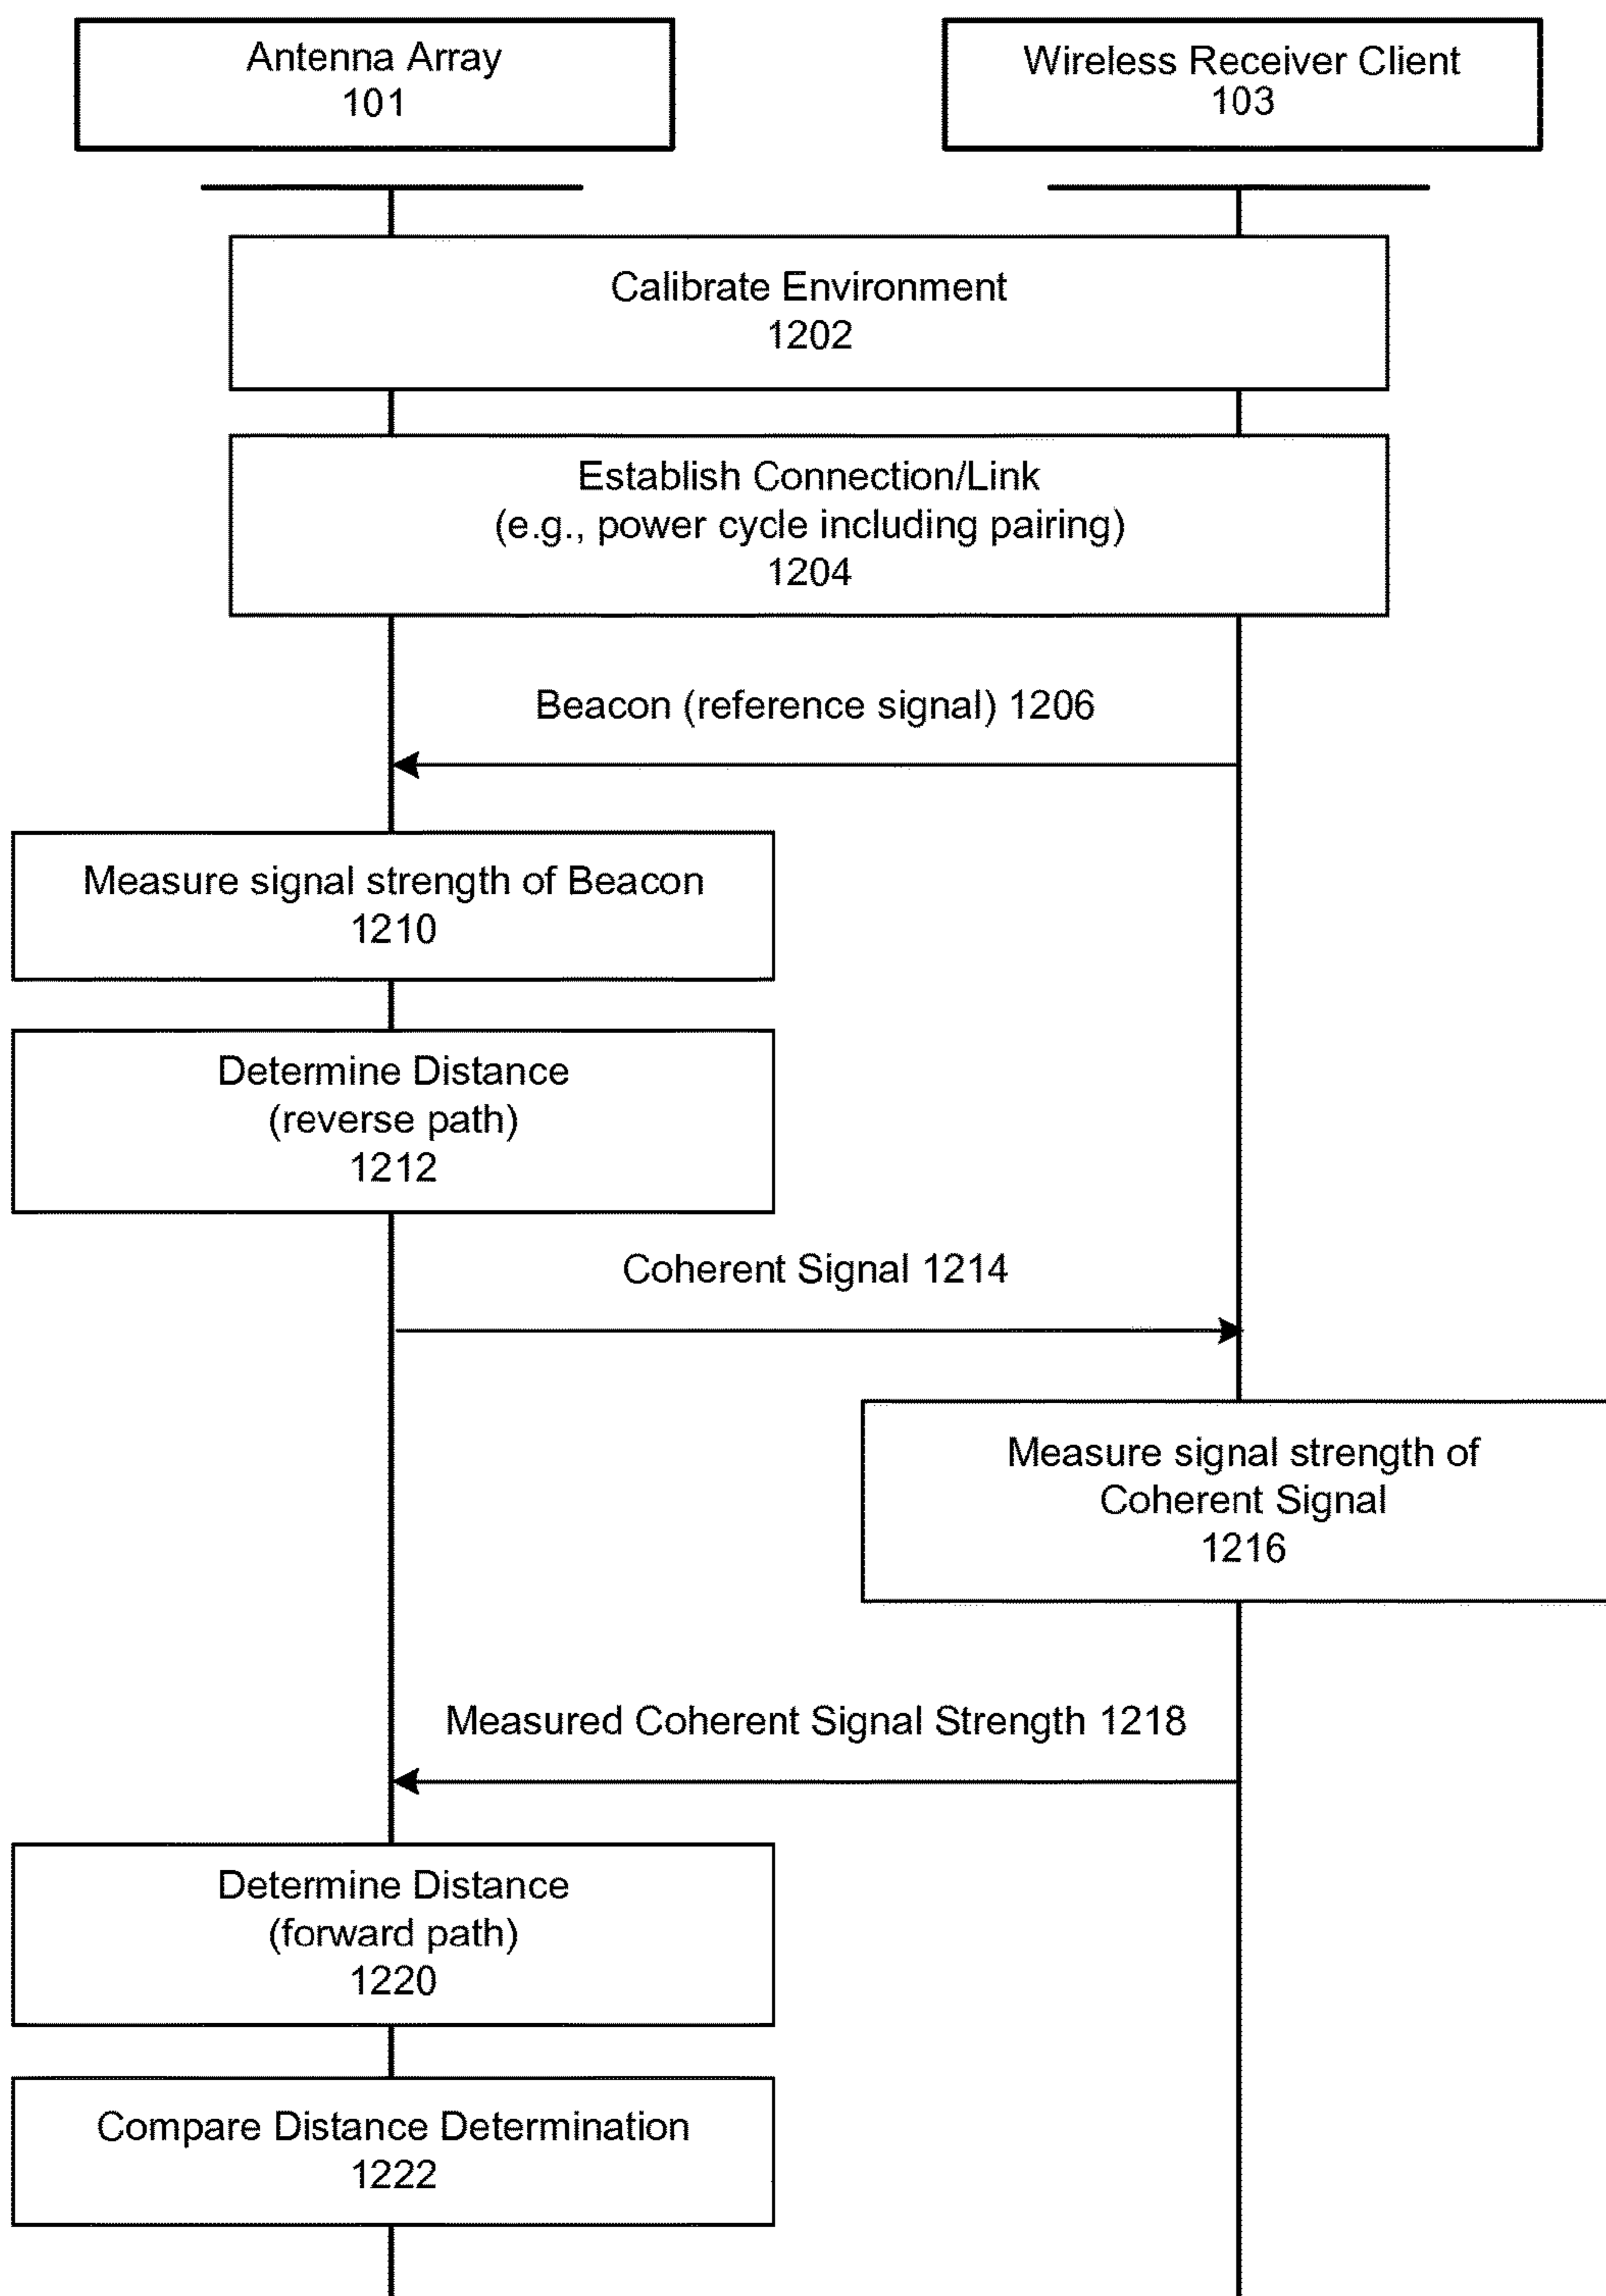 Antenna Array
101
Wireless Receiver Client
103
Calibrate Environment
1202
Establish Connection/Link
(e.g., power cycle including pairing)
1204
Beacon (reference signal) 1206
Measure signal strength of Beacon
1210
Determine Distance
(reverse path)
1212
Coherent Signal 1214
Measure signal strength of
Coherent Signal
1216
Measured Coherent Signal Strength 1218
Determine Distance
(forward path)
1220
Compare Distance Determination
1222